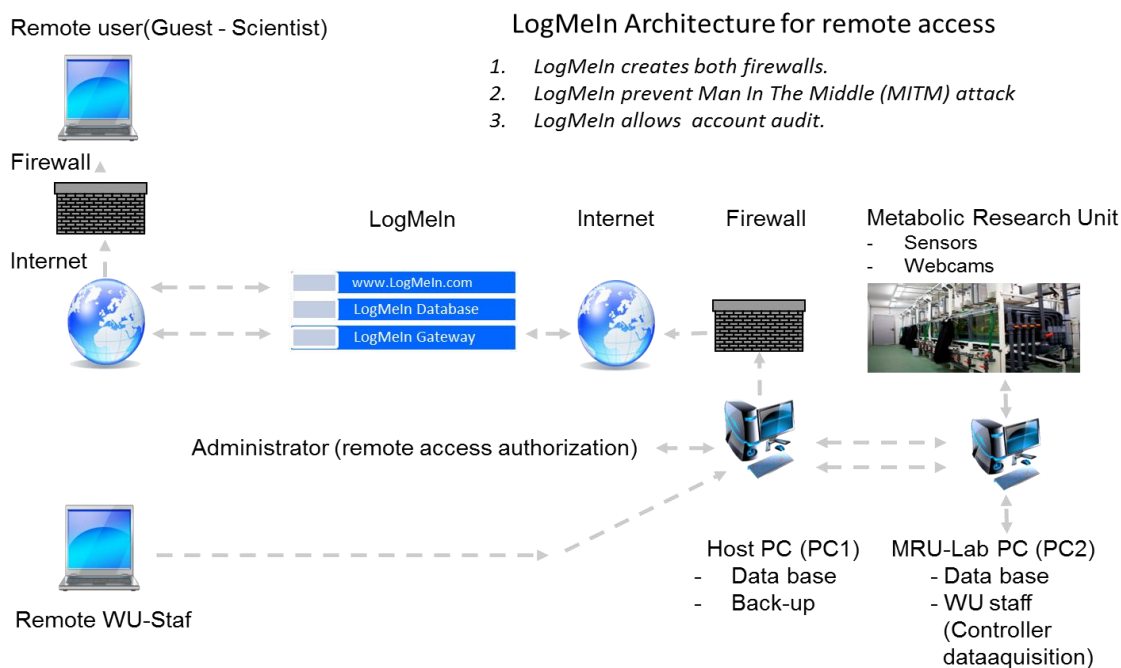 Remote user(Guest - Scientist)
LogMeIn Architecture for remote access
1. LogMeIn creates both firewalls.
2. LogMeIn prevent Man In The Middle (MITM) attack
3. LogMeIn allows account audit.
Firewall
Internet
LogMeIn
www.LogMeIn.com
LogMeIn Database
LogMeIn Gateway
Internet
Firewall
Metabolic Research Unit
- Sensors
- Webcams
Administrator (remote access authorization)
Remote WU-Staf
Host PC (PC1)
- Data base
- Back-up
MRU-Lab PC (PC2)
- Data base
- WU staff
(Controller
dataaquisition)